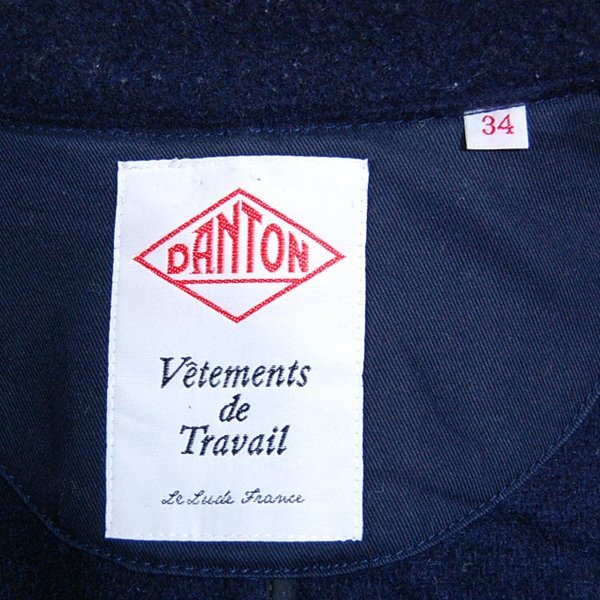 34
DANTON
Vêtements
de
Travail
Le Lude France